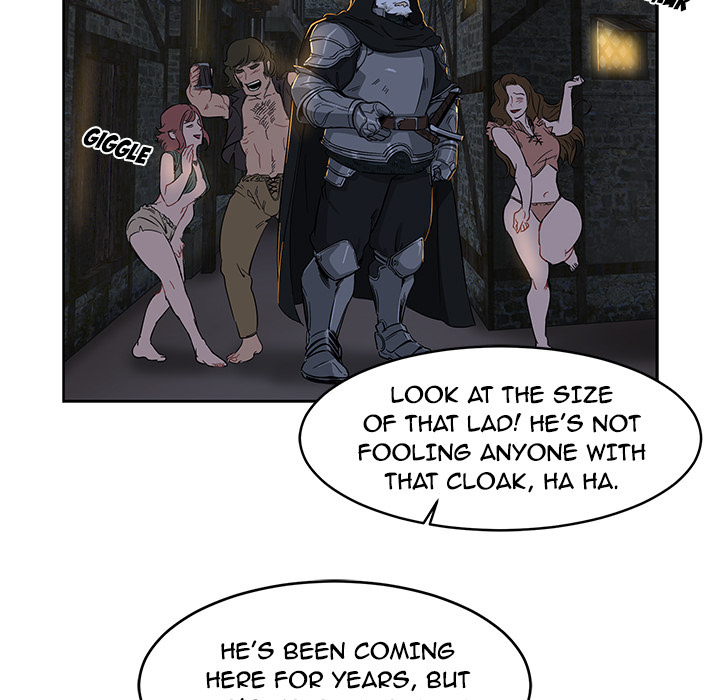 GIGGLE
LOOK AT THE SIZE
OF THAT LAD! HE'S NOT
FOOLING ANYONE WITH
THAT CLOAK, HA HA.
HE'S BEEN COMING
HERE FOR YEARS, BUT